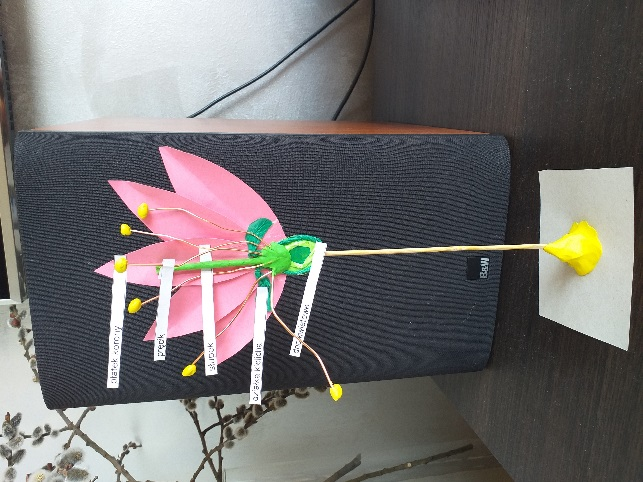 płatek korony
pręcik
słupek
działka kielicha
dno kwiatowe
B&W